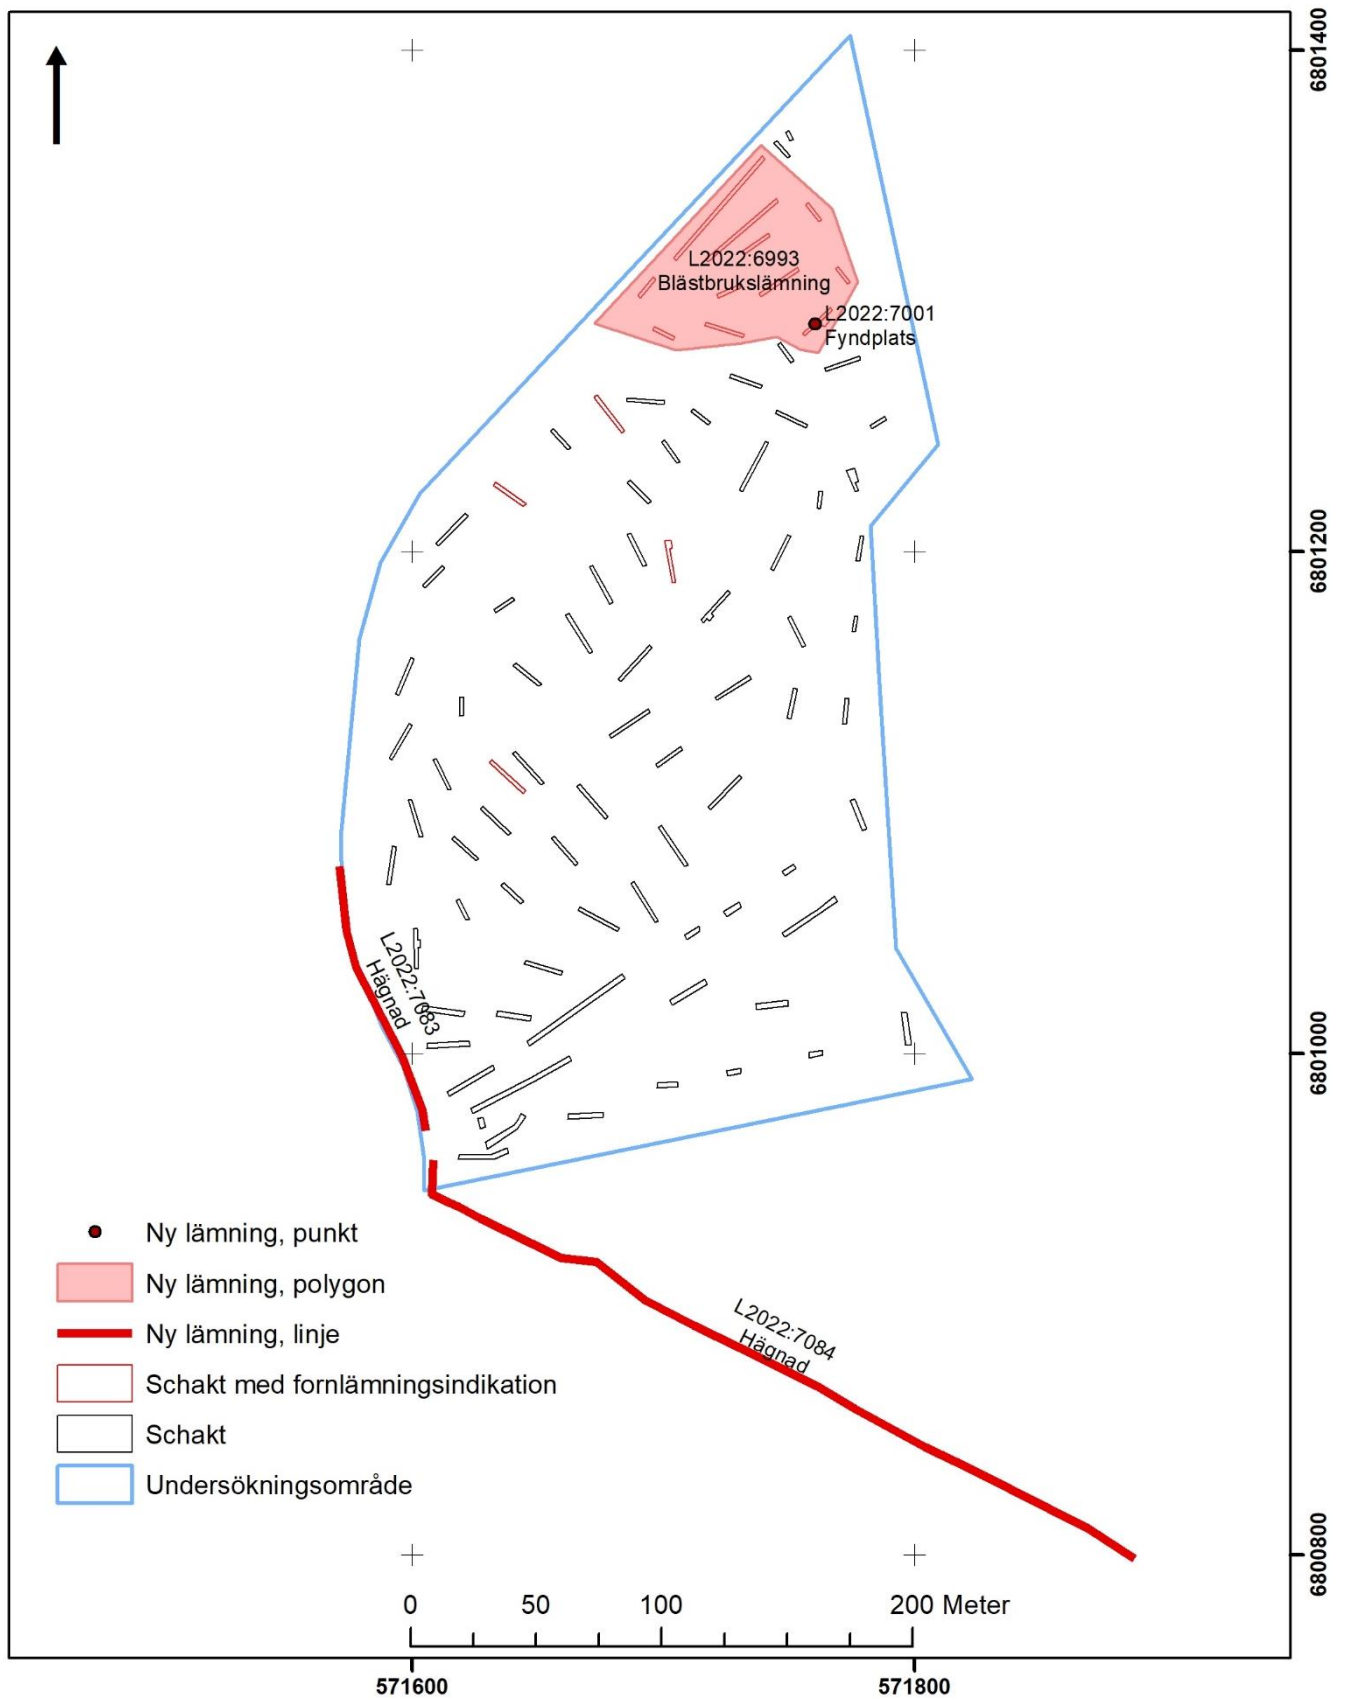 6801400
L2022:6993
Blästbrukslämning
L2022:7001
Fyndplats
6801200
L2022:7083
Hägnad
6801000
L2022:7084
Hägnad
Ny lämning, punkt
Ny lämning, polygon
Ny lämning, linje
Schakt med fornlämningsindikation
Schakt
Undersökningsområde
6800800
0 50 100 200 Meter
571600 571800